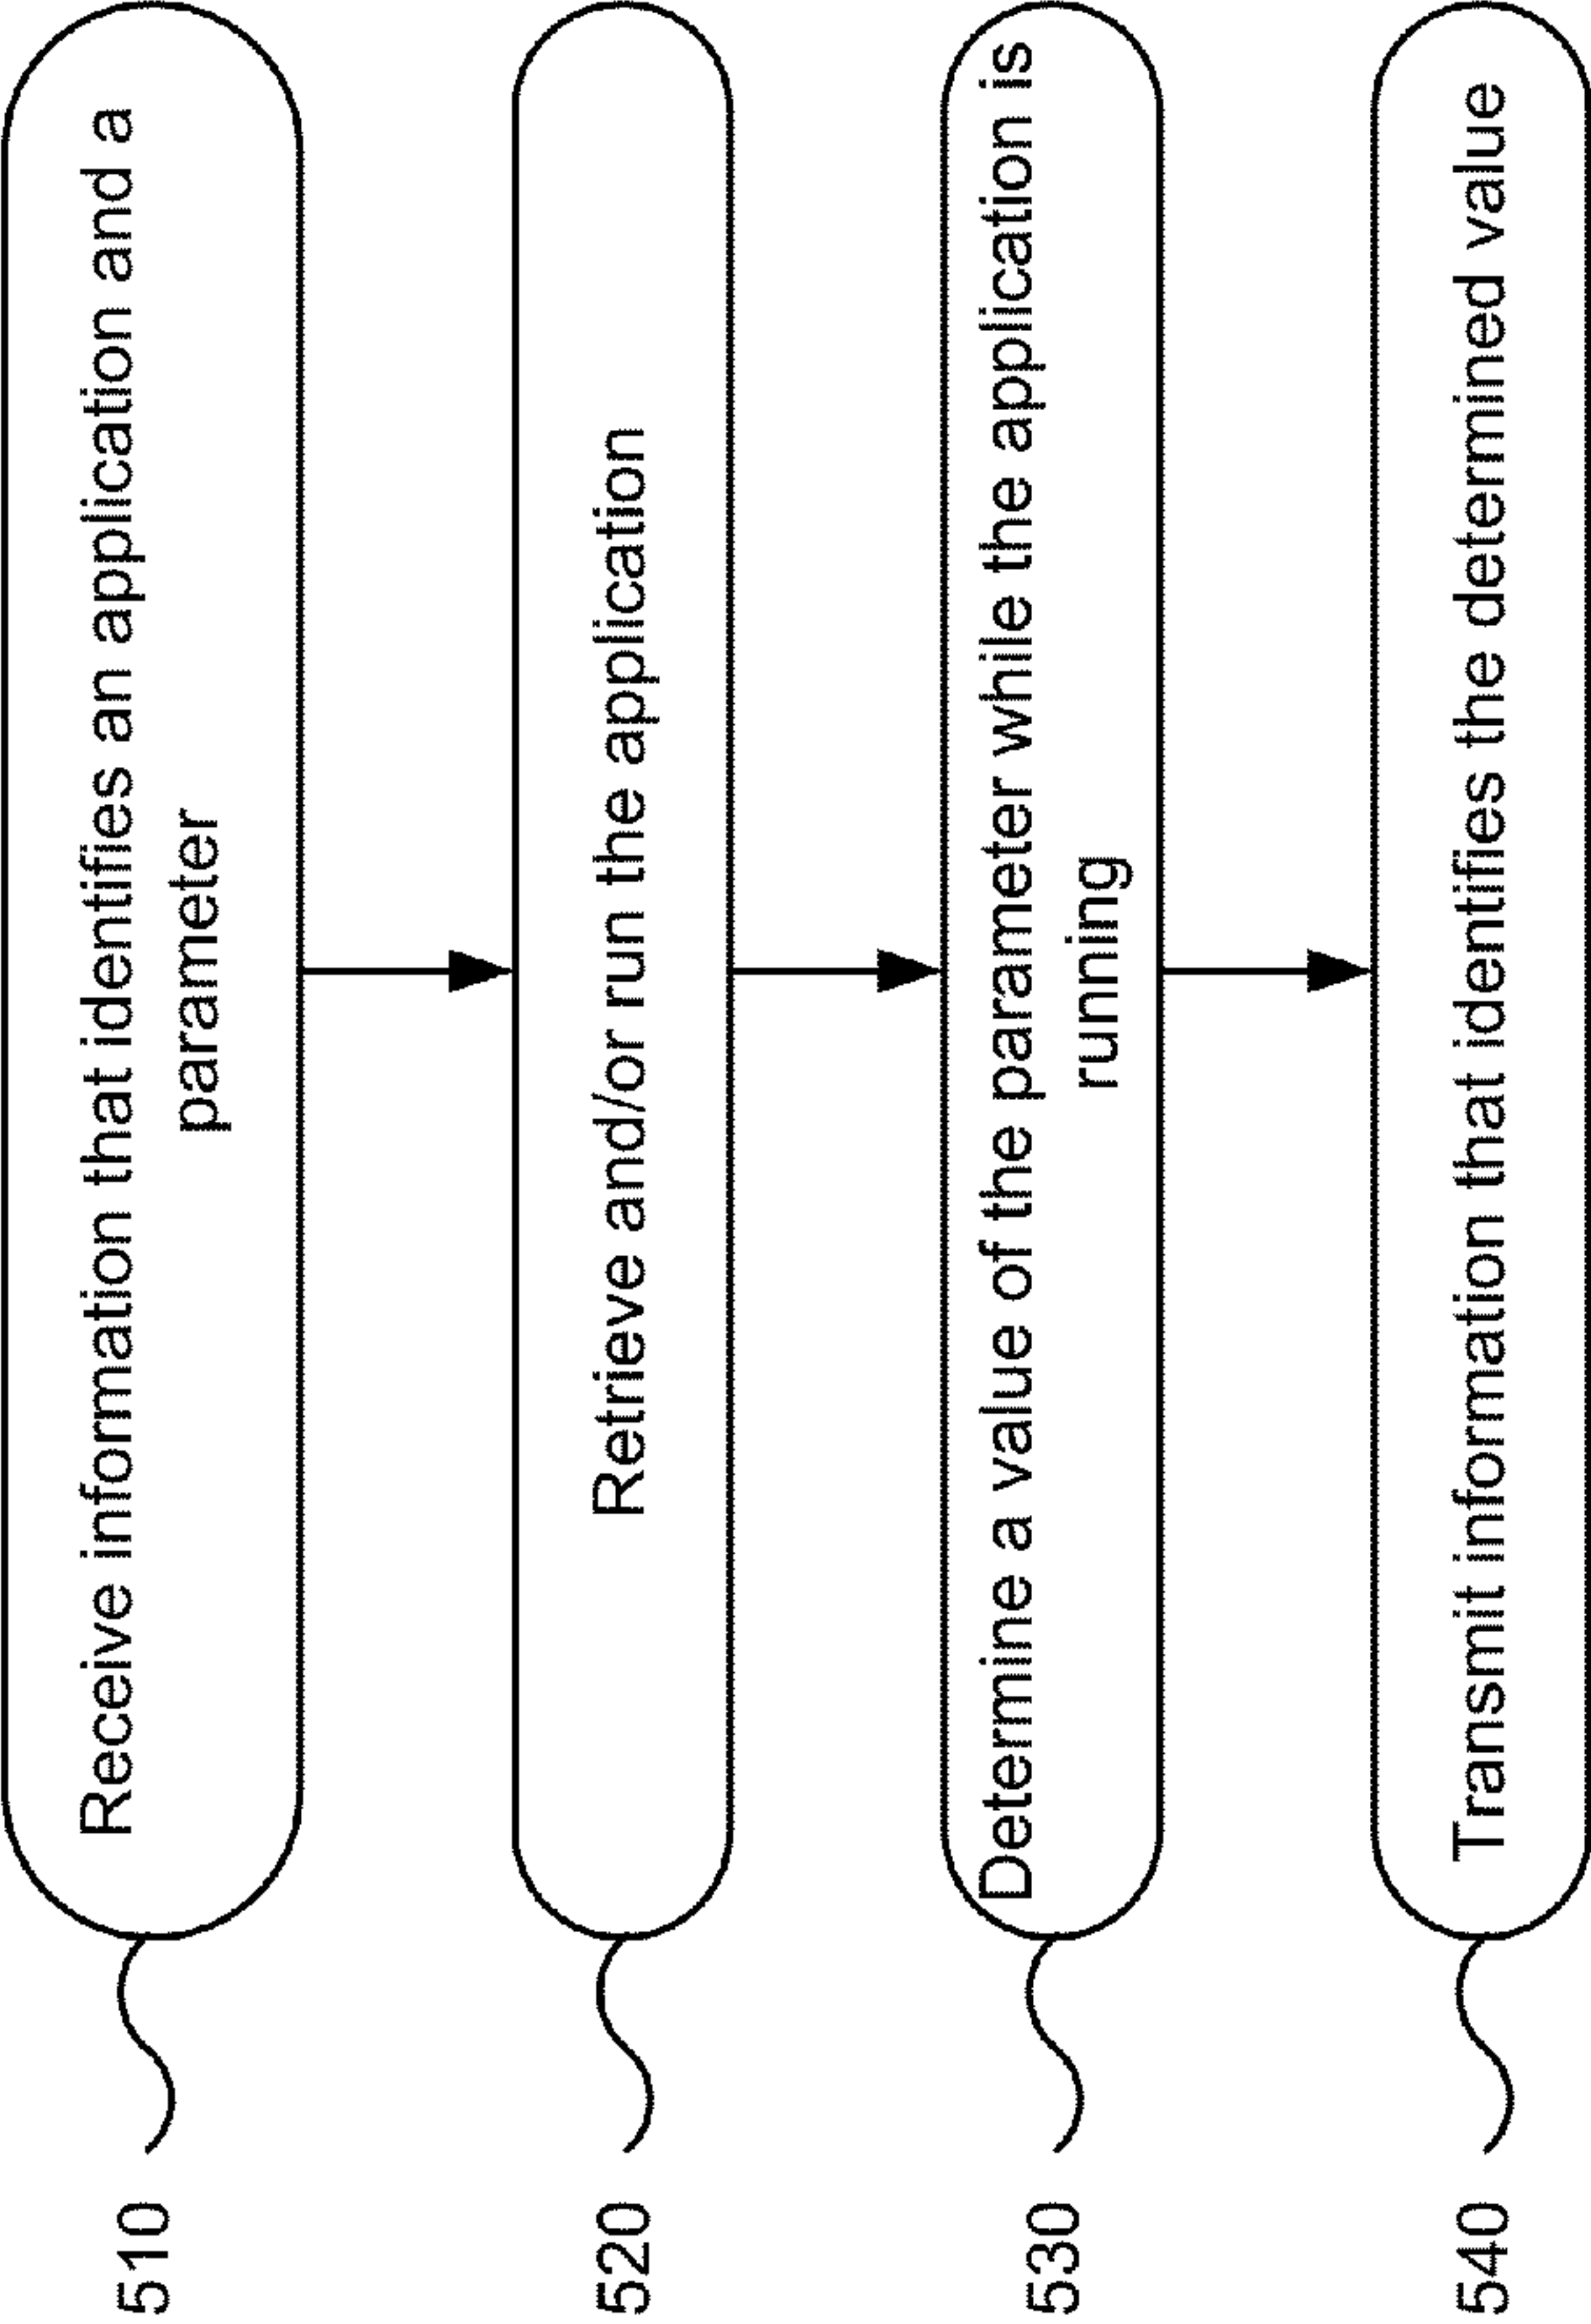 510
Receive information that identifies an application and a
parameter
520
Retrieve and/or run the application
530
Determine a value of the parameter while the application is
running
540
Transmit information that identifies the determined value